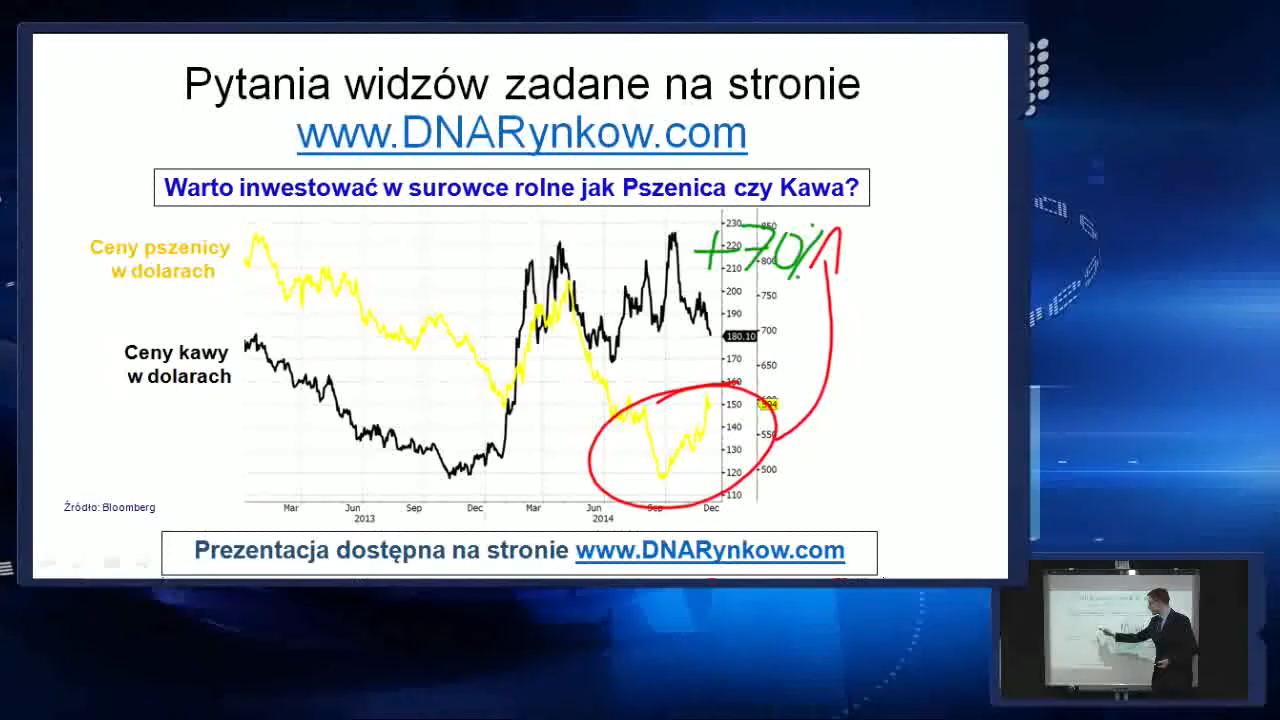 Pytania widzów zadane na stronie
www.DNARynkow.com
Warto inwestować w surowce rolne jak Pszenica czy Kawa?
Ceny pszenicy
w dolarach
Ceny kawy
w dolarach
+70%
230
220
210
200
190
180.10
170
160
150
140
130
120
110
850
800
750
700
650
594
550
500
Mar Jun Sep Dec Mar Jun Sep Dec
2013 2014
Źródło: Bloomberg
Prezentacja dostępna na stronie www.DNARynkow.com